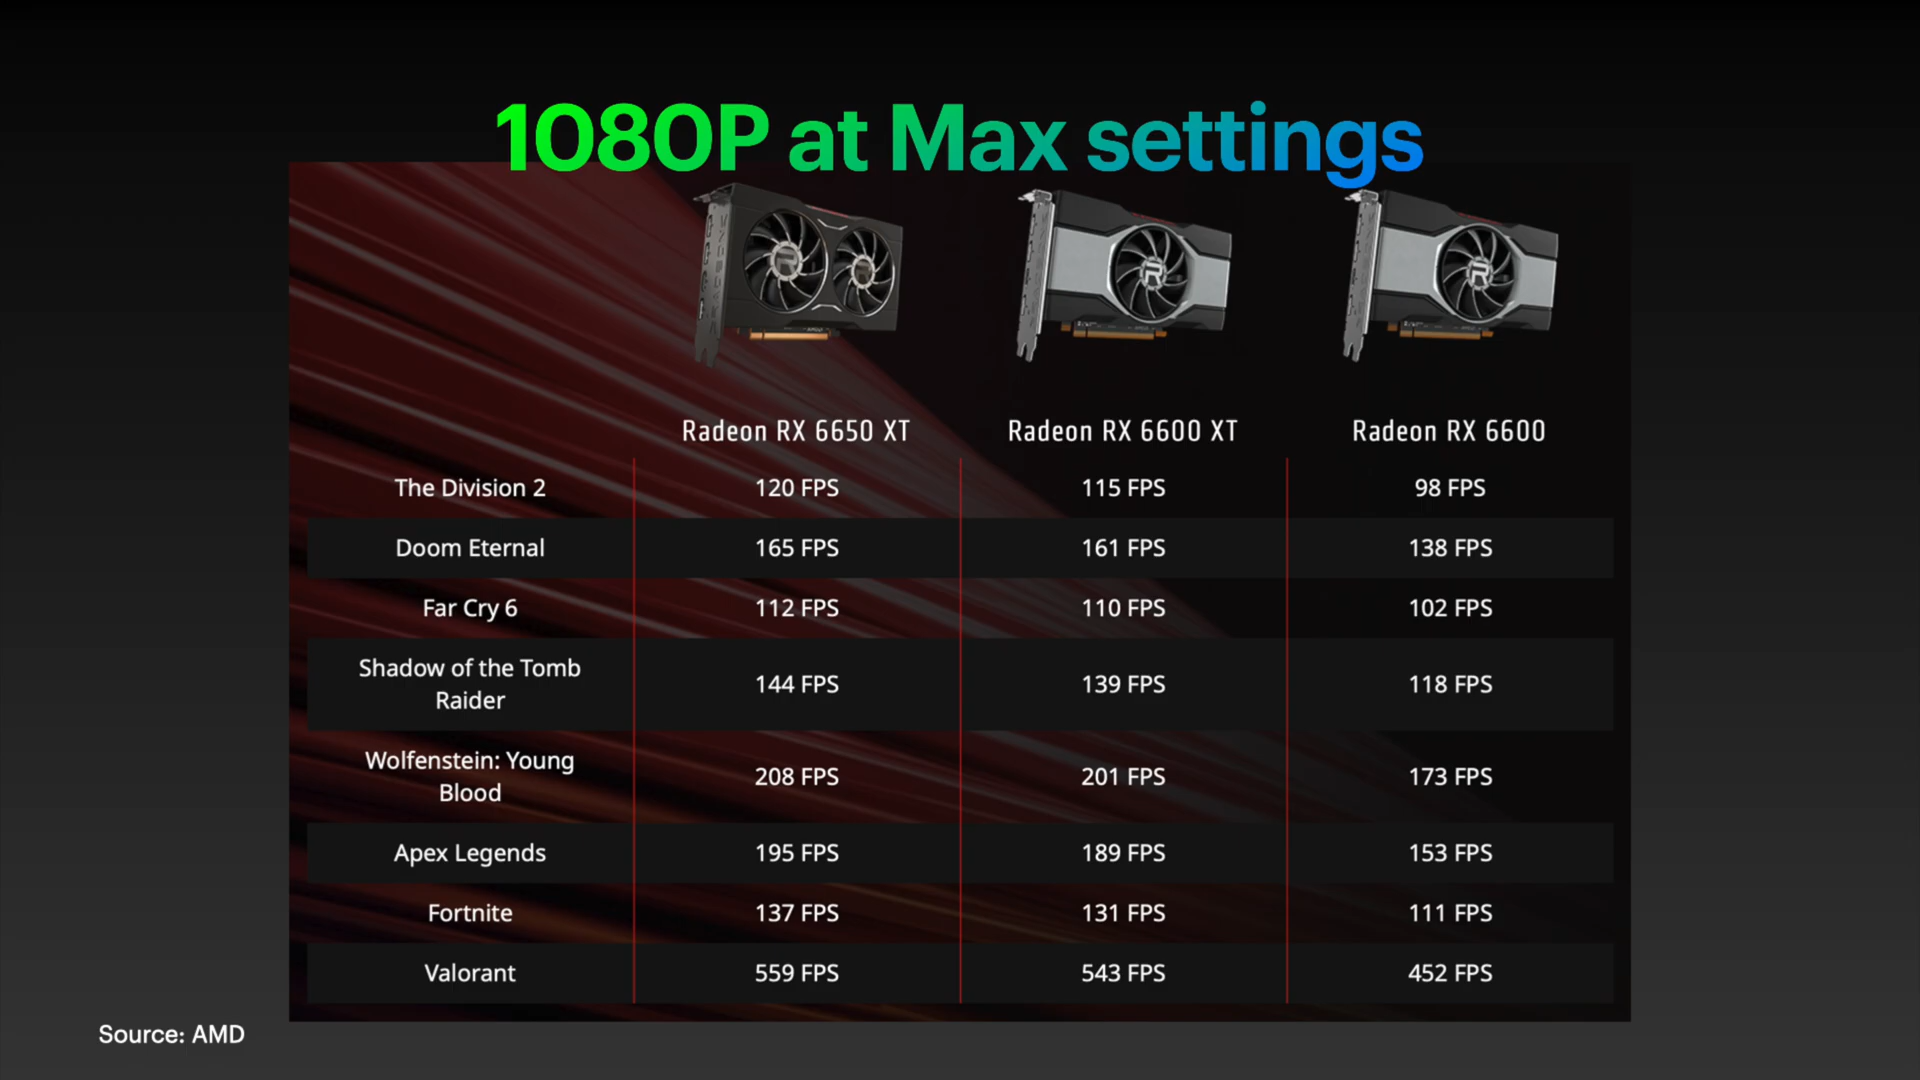 1080P at Max settings
Radeon RX 6650 XT
Radeon RX 6600 XT
Radeon RX 6600
The Division 2
120 FPS
115 FPS
98 FPS
Doom Eternal
165 FPS
161 FPS
138 FPS
Far Cry 6
112 FPS
110 FPS
102 FPS
Shadow of the Tomb
Raider
144 FPS
139 FPS
118 FPS
Wolfenstein: Young
Blood
208 FPS
201 FPS
173 FPS
Apex Legends
195 FPS
189 FPS
153 FPS
Fortnite
137 FPS
131 FPS
111 FPS
Valorant
559 FPS
543 FPS
452 FPS
Source: AMD